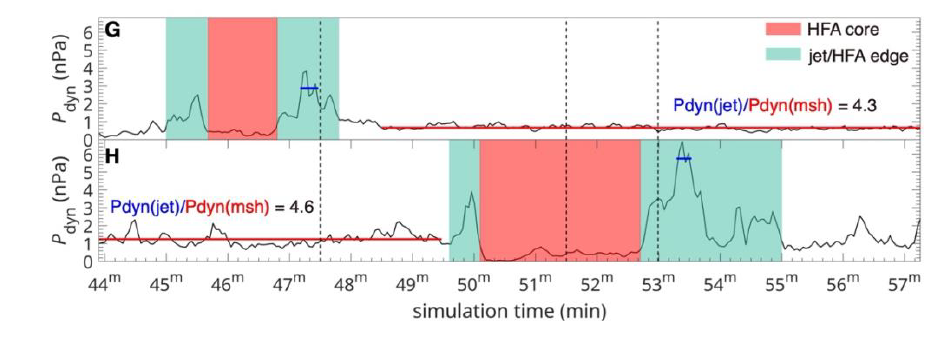 G
HFA core
jet/HFA edge
Pdyn(jet)/Pdyn(msh) = 4.3
Pdyn (nPa)
6
5
4
3
2
1
0
H
Pdyn(jet)/Pdyn(msh) = 4.6
Pdyn (nPa)
6
5
4
3
2
1
0
44m 45m 46m 47m 48m 49m 50m 51m 52m 53m 54m 55m 56m 57m
simulation time (min)